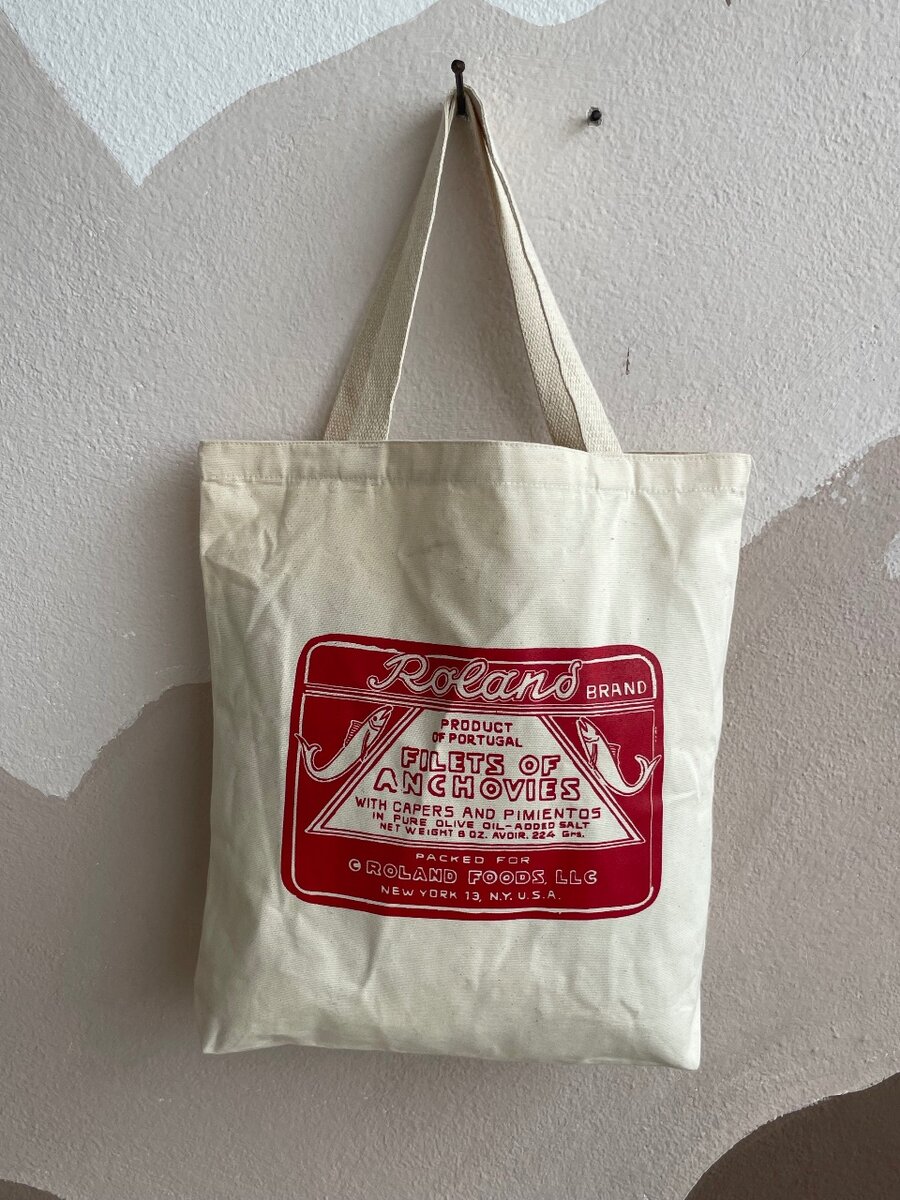 Roland BRAND
PRODUCT
OF PORTUGAL
FILETS OF
ANCHOVIES
WITH CAPERS AND PIMIENTOS
IN PURE OLIVE OIL-ADDED SALT
NET WEIGHT 8 OZ. AVOIR. 224 Grs.
PACKED FOR
© ROLAND FOODS, LLC
NEW YORK 13, N.Y. U.S.A.